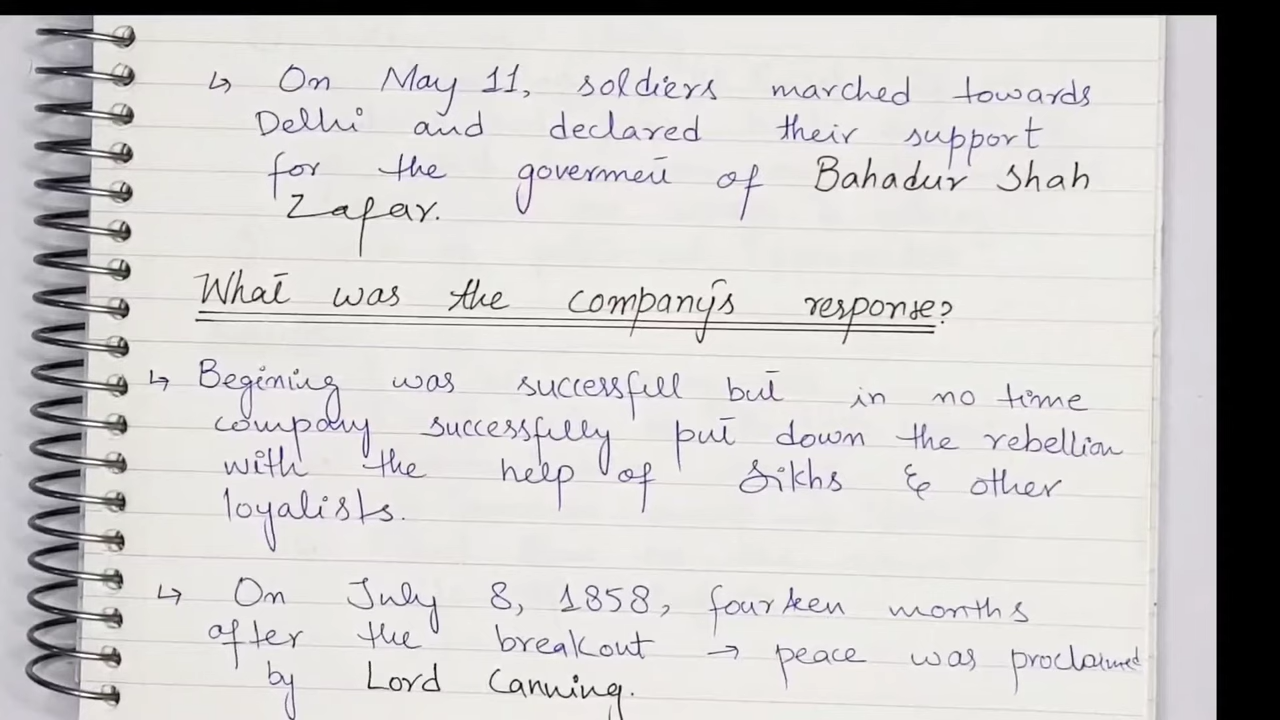 ↳ On May 11, soldiers marched towards
Delhi and declared their support
for the goverment of Bahadur Shah
Zafar.
What was the company's response?
↳ Begining was successfull but in no time
company successfully put down the rebellion
with the help of Sikhs & other
loyalists.
↳ On July 8, 1858, fourteen months
after the breakout → peace was proclaimed
by Lord Canning.